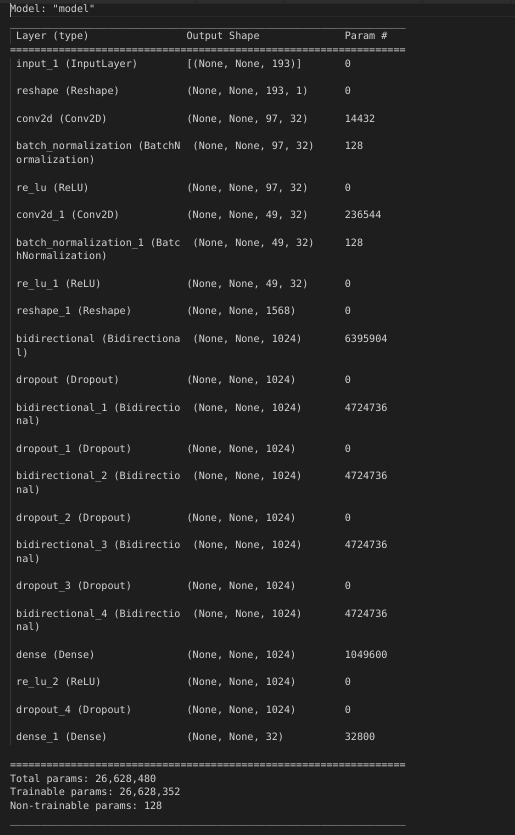 Model: "model"
Layer (type) Output Shape Param #
=================================================================
input_1 (InputLayer) [(None, None, 193)] 0
reshape (Reshape) (None, None, 193, 1) 0
conv2d (Conv2D) (None, None, 97, 32) 14432
batch_normalization (BatchN (None, None, 97, 32) 128
ormalization)
re_lu (ReLU) (None, None, 97, 32) 0
conv2d_1 (Conv2D) (None, None, 49, 32) 236544
batch_normalization_1 (Batc (None, None, 49, 32) 128
hNormalization)
re_lu_1 (ReLU) (None, None, 49, 32) 0
reshape_1 (Reshape) (None, None, 1568) 0
bidirectional (Bidirectiona (None, None, 1024) 6395904
l)
dropout (Dropout) (None, None, 1024) 0
bidirectional_1 (Bidirectio (None, None, 1024) 4724736
nal)
dropout_1 (Dropout) (None, None, 1024) 0
bidirectional_2 (Bidirectio (None, None, 1024) 4724736
nal)
dropout_2 (Dropout) (None, None, 1024) 0
bidirectional_3 (Bidirectio (None, None, 1024) 4724736
nal)
dropout_3 (Dropout) (None, None, 1024) 0
bidirectional_4 (Bidirectio (None, None, 1024) 4724736
nal)
dense (Dense) (None, None, 1024) 1049600
re_lu_2 (ReLU) (None, None, 1024) 0
dropout_4 (Dropout) (None, None, 1024) 0
dense_1 (Dense) (None, None, 32) 32800
=================================================================
Total params: 26,628,480
Trainable params: 26,628,352
Non-trainable params: 128